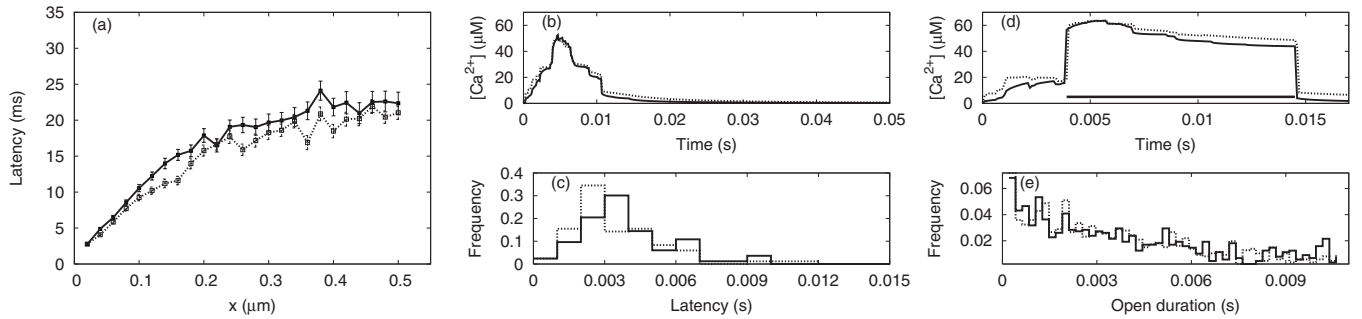 (a)
35
30
25
20
15
10
5
0
Latency (ms)
0 0.1 0.2 0.3 0.4 0.5
x (μm)
(b)
60
40
20
0
[Ca2+] (μM)
0 0.01 0.02 0.03 0.04 0.05
Time (s)
(c)
0.4
0.3
0.2
0.1
0
Frequency
0 0.003 0.006 0.009 0.012 0.015
Latency (s)
(d)
60
40
20
0
[Ca2+] (μM)
0.005 0.01 0.015
Time (s)
(e)
0.06
0.04
0.02
Frequency
0.003 0.006 0.009
Open duration (s)